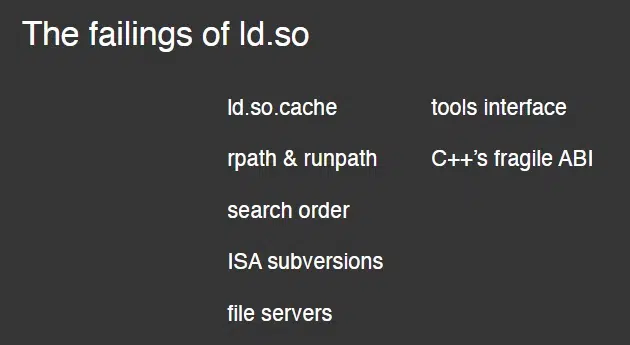 The failings of ld.so
ld.so.cache
rpath & runpath
search order
ISA subversions
file servers
tools interface
C++’s fragile ABI